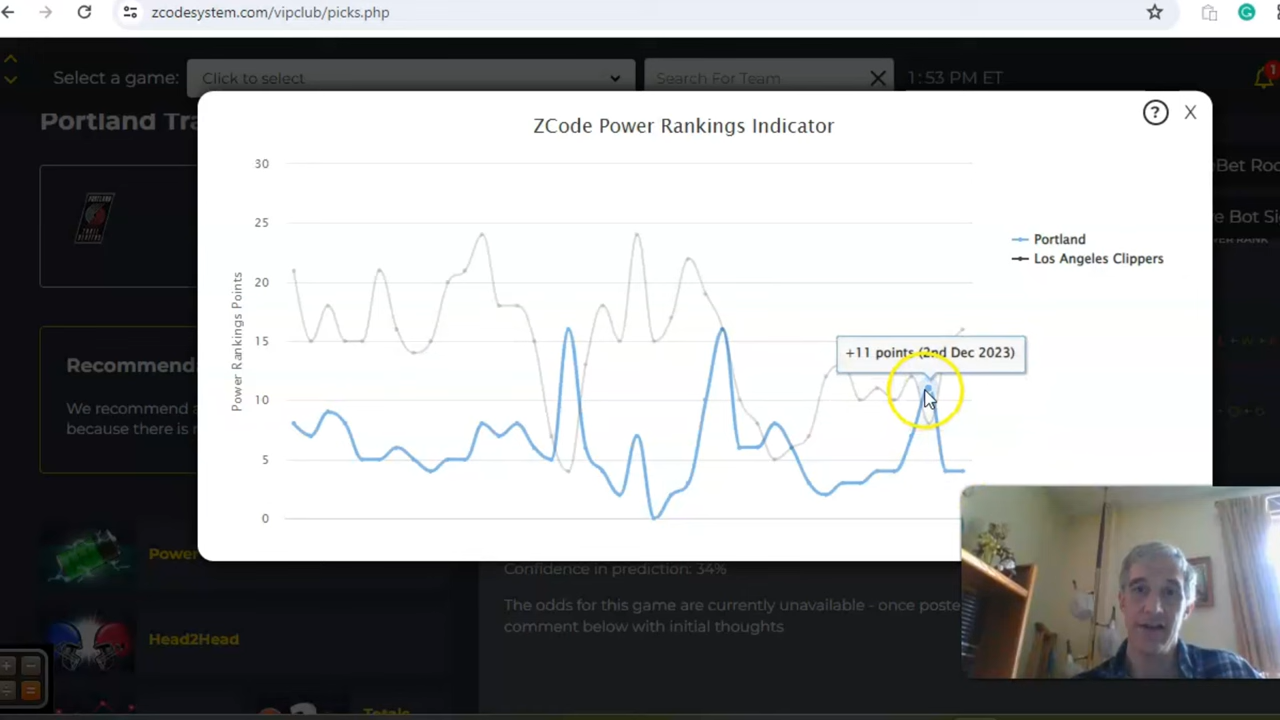 zcodesystem.com/vipclub/picks.php
Select a game:
Click to select
Search For Team
1:53 PM ET
1
Portland Tra
ZCode Power Rankings Indicator
?
X
Power Rankings Points
30
25
20
15
10
5
0
Portland
Los Angeles Clippers
+11 points (2nd Dec 2023)
Recommend
We recommend a
because there is n
Power
Head2Head
Totals
Confidence in prediction: 34%
The odds for this game are currently unavailable - once poste
comment below with initial thoughts